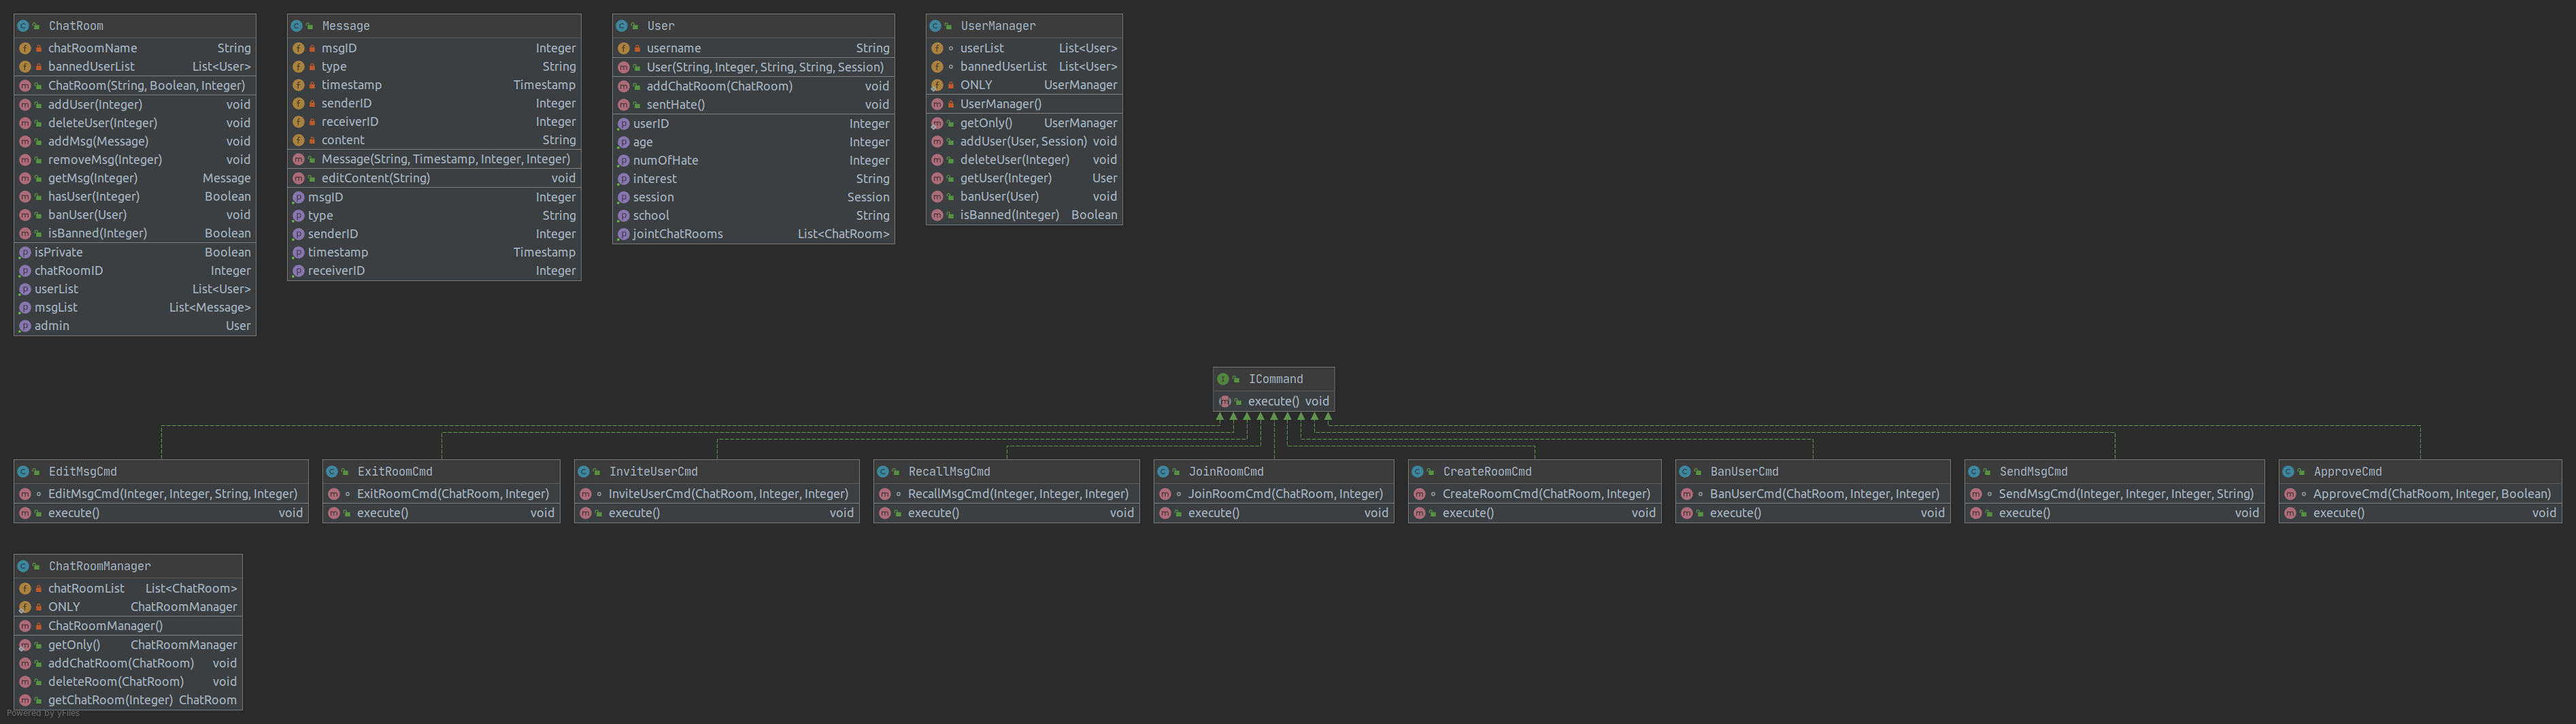 ChatRoom
chatRoomName String
bannedUserList List<User>
ChatRoom(String, Boolean, Integer)
addUser(Integer) void
deleteUser(Integer) void
addMsg(Message) void
removeMsg(Integer) void
getMsg(Integer) Message
hasUser(Integer) Boolean
banUser(User) void
isBanned(Integer) Boolean
isPrivate Boolean
chatRoomID Integer
userList List<User>
msgList List<Message>
admin User
Message
msgID Integer
type String
timestamp Timestamp
senderID Integer
receiverID Integer
content String
Message(String, Timestamp, Integer, Integer)
editContent(String) void
msgID Integer
type String
senderID Integer
timestamp Timestamp
receiverID Integer
User
username String
User(String, Integer, String, String, Session)
addChatRoom(ChatRoom) void
sentHate() void
userID Integer
age Integer
numOfHate Integer
interest String
session Session
school String
jointChatRooms List<ChatRoom>
UserManager
userList List<User>
bannedUserList List<User>
ONLY UserManager
UserManager()
getOnly() UserManager
addUser(User, Session) void
deleteUser(Integer) void
getUser(Integer) User
banUser(User) void
isBanned(Integer) Boolean
ICommand
execute() void
EditMsgCmd
EditMsgCmd(Integer, Integer, String, Integer)
execute() void
ExitRoomCmd
ExitRoomCmd(ChatRoom, Integer)
execute() void
InviteUserCmd
InviteUserCmd(ChatRoom, Integer, Integer)
execute() void
RecallMsgCmd
RecallMsgCmd(Integer, Integer, Integer)
execute() void
JoinRoomCmd
JoinRoomCmd(ChatRoom, Integer)
execute() void
CreateRoomCmd
CreateRoomCmd(ChatRoom, Integer)
execute() void
BanUserCmd
BanUserCmd(ChatRoom, Integer, Integer)
execute() void
SendMsgCmd
SendMsgCmd(Integer, Integer, Integer, String)
execute() void
ApproveCmd
ApproveCmd(ChatRoom, Integer, Boolean)
execute() void
ChatRoomManager
chatRoomList List<ChatRoom>
ONLY ChatRoomManager
ChatRoomManager()
getOnly() ChatRoomManager
addChatRoom(ChatRoom) void
deleteRoom(ChatRoom) void
getChatRoom(Integer) ChatRoom
Powered by yFiles